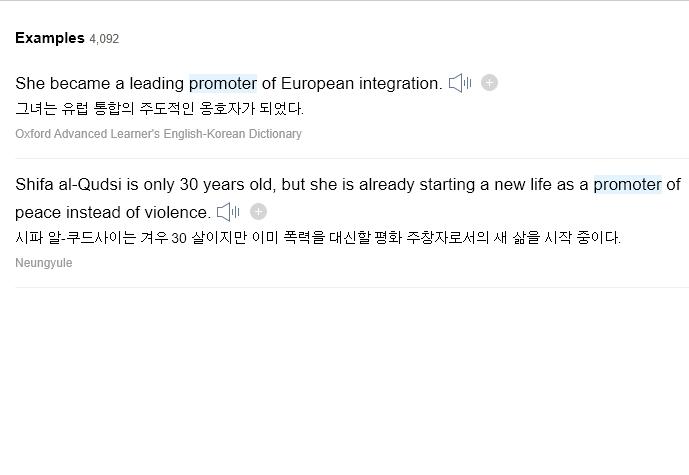 Examples 4,092
She became a leading promoter of European integration.
그녀는 유럽 통합의 주도적인 옹호자가 되었다.
Oxford Advanced Learner's English-Korean Dictionary
Shifa al-Qudsi is only 30 years old, but she is already starting a new life as a promoter of
peace instead of violence.
시파 알-쿠드사이는 겨우 30 살이지만 이미 폭력을 대신할 평화 주창자로서의 새 삶을 시작 중이다.
Neungyule